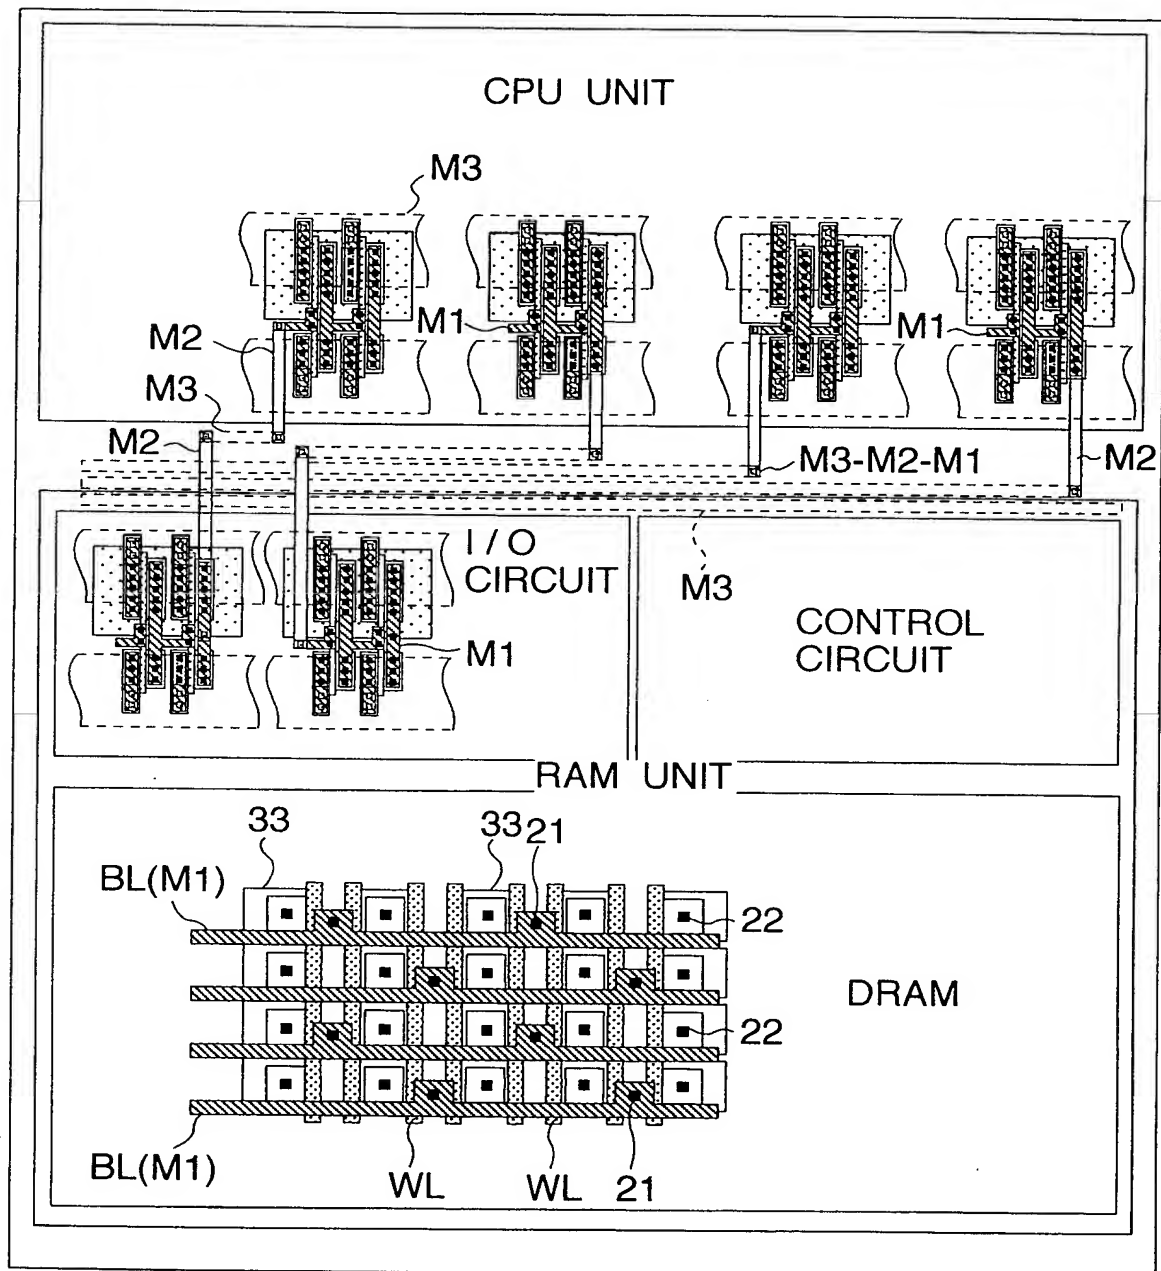 CPU UNIT
M3
M1
M1
M2
M3
M2
M3-M2-M1
M2
I / O
CIRCUIT
M3
CONTROL
CIRCUIT
M1
RAM UNIT
33
33
21
BL(M1)
22
DRAM
22
BL(M1)
WL
WL
21